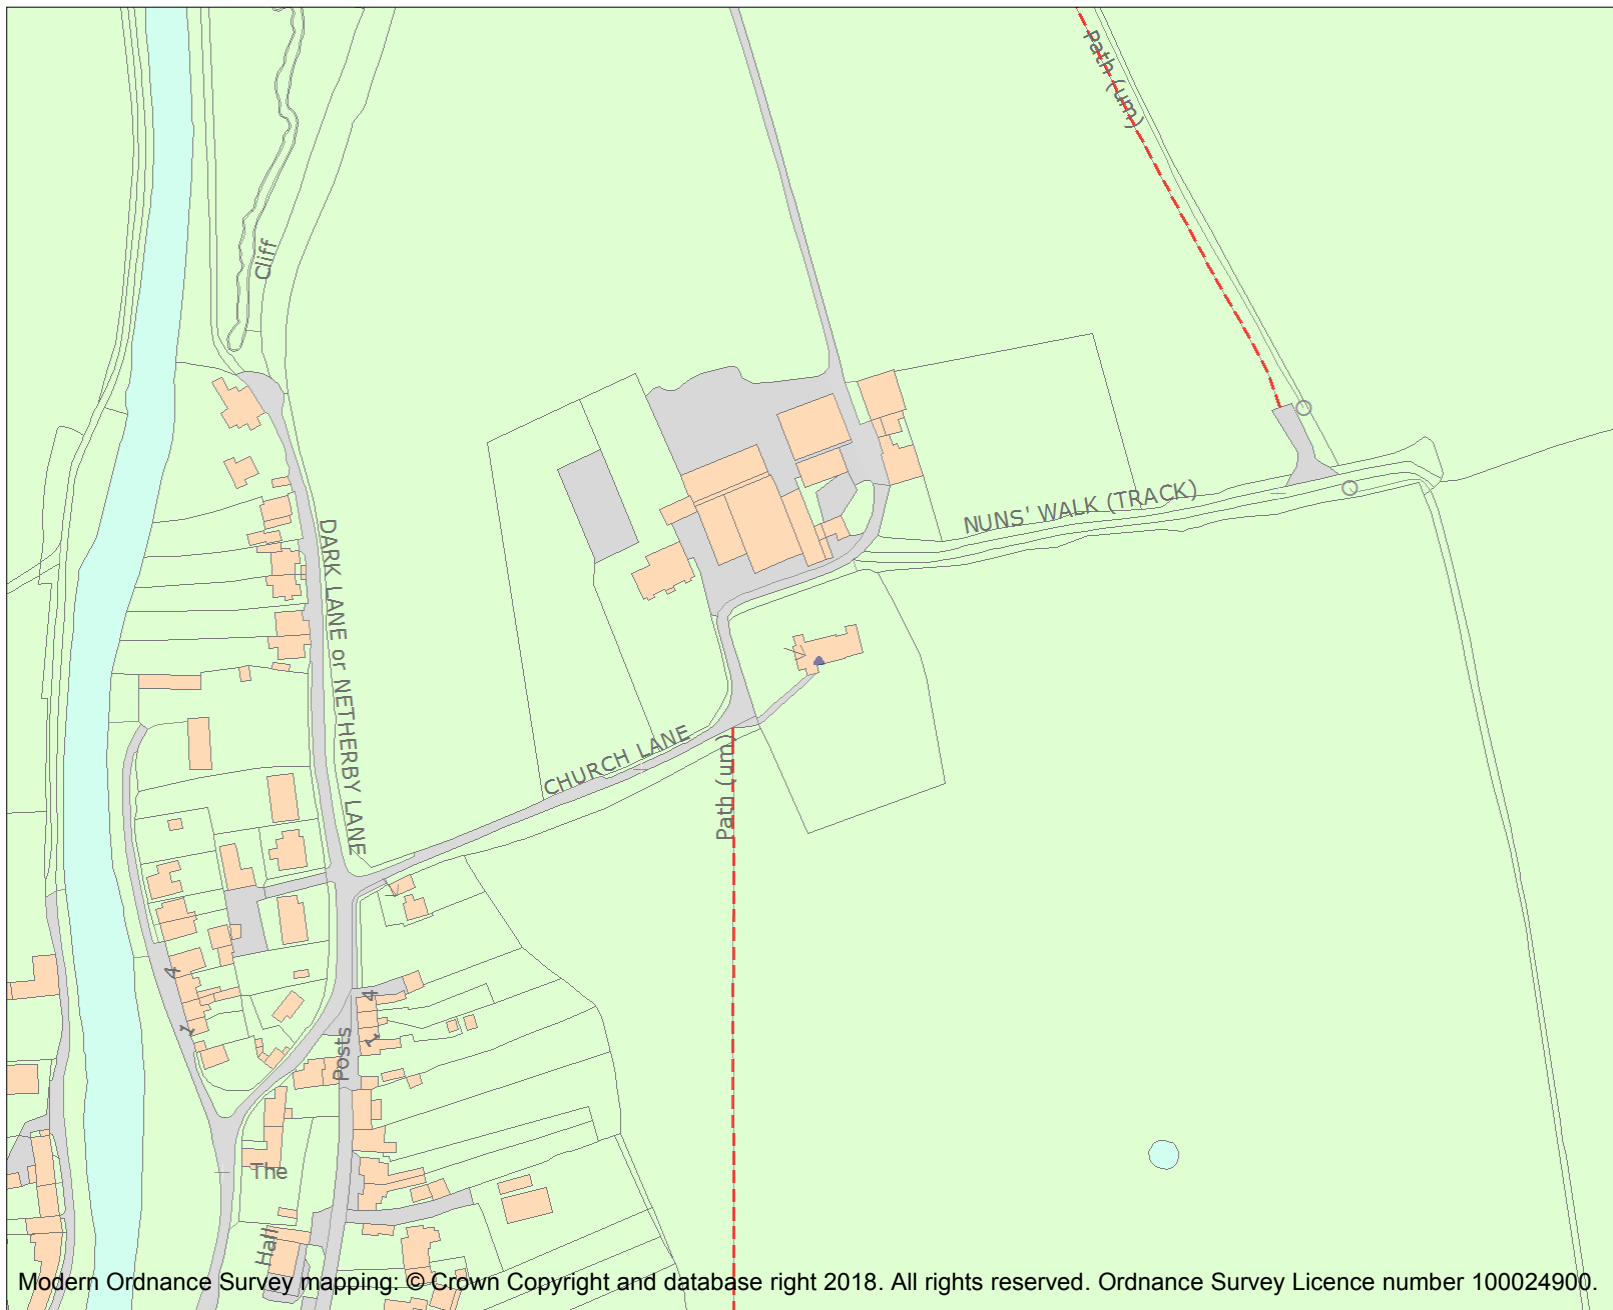 Path (um)
Cliff
NUNS' WALK (TRACK)
DARK LANE or NETHERBY LANE
CHURCH LANE
Path (um)
4
4
1
1
Posts
The
Hall
Modern Ordnance Survey mapping: © Crown Copyright and database right 2018. All rights reserved. Ordnance Survey Licence number 100024900.